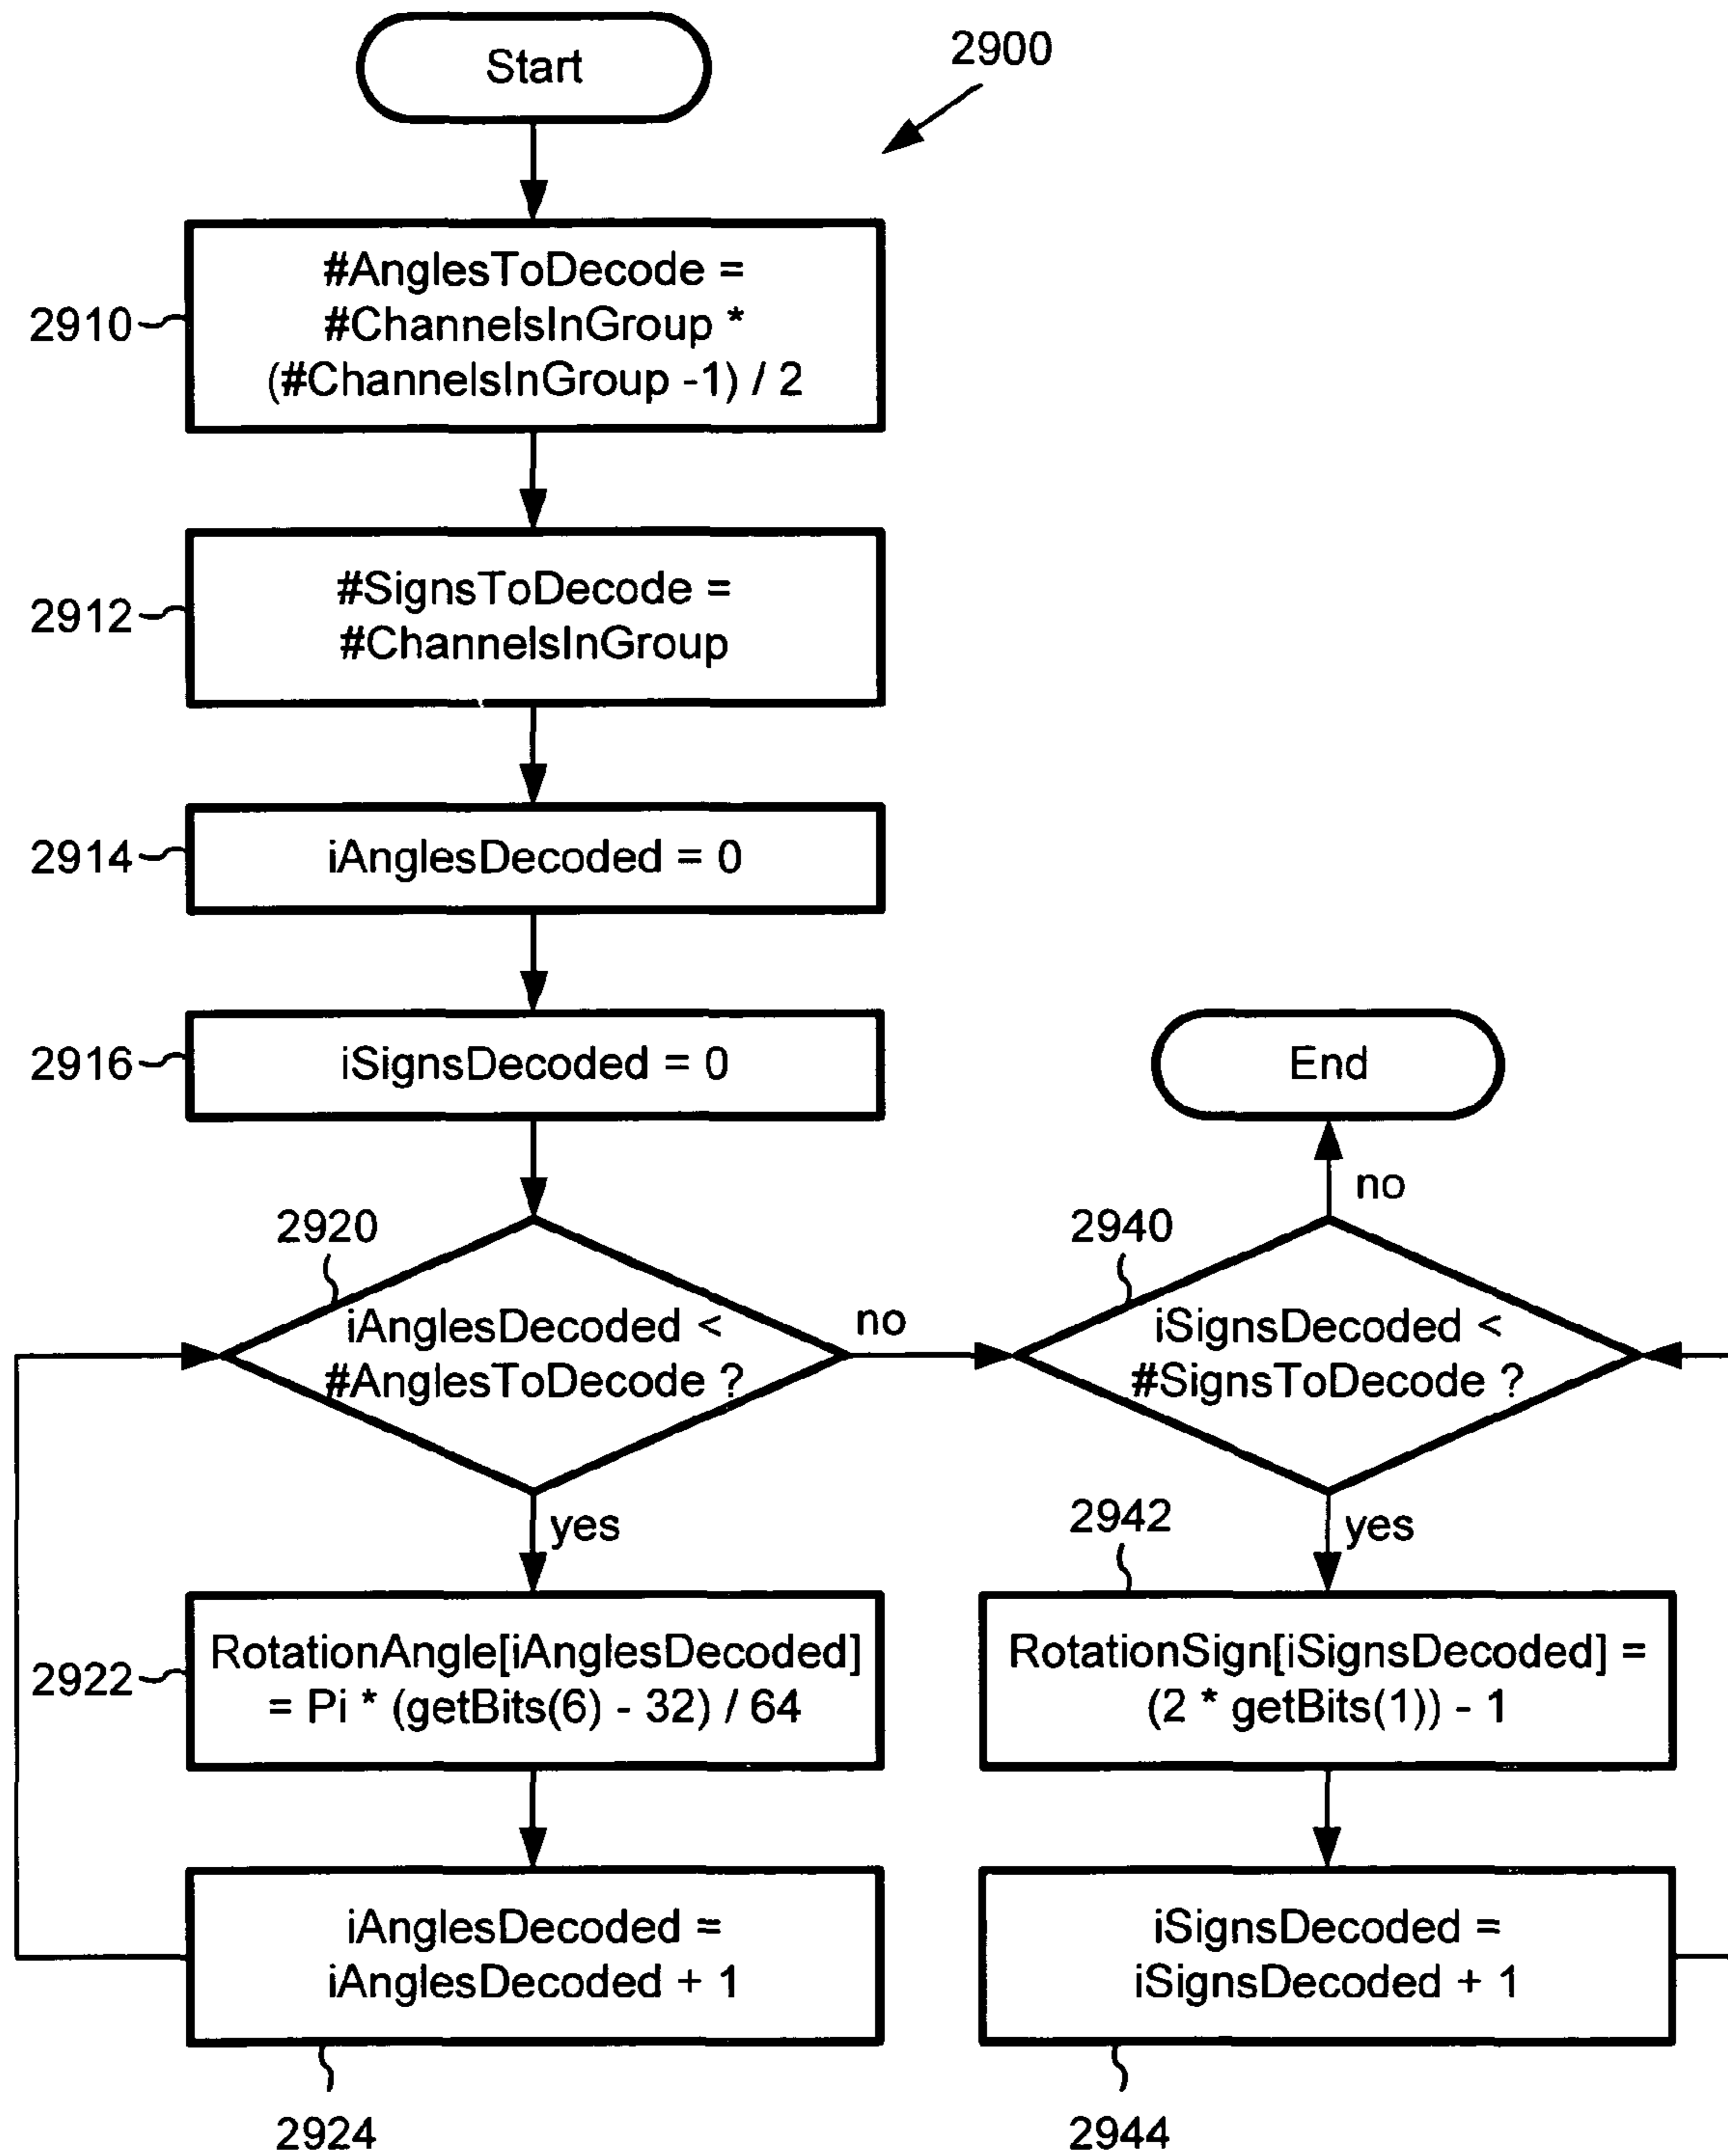 Start
2900
#AnglesToDecode =
#ChannelsInGroup *
(#ChannelsInGroup -1) / 2
2910
#SignsToDecode =
#ChannelsInGroup
2912
iAnglesDecoded = 0
2914
iSignsDecoded = 0
2916
End
no
2920
iAnglesDecoded <
#AnglesToDecode ?
no
2940
iSignsDecoded <
#SignsToDecode ?
yes
2942
yes
RotationAngle[iAnglesDecoded]
= Pi * (getBits(6) - 32) / 64
2922
RotationSign[iSignsDecoded] =
(2 * getBits(1)) - 1
iAnglesDecoded =
iAnglesDecoded + 1
iSignsDecoded =
iSignsDecoded + 1
2924
2944